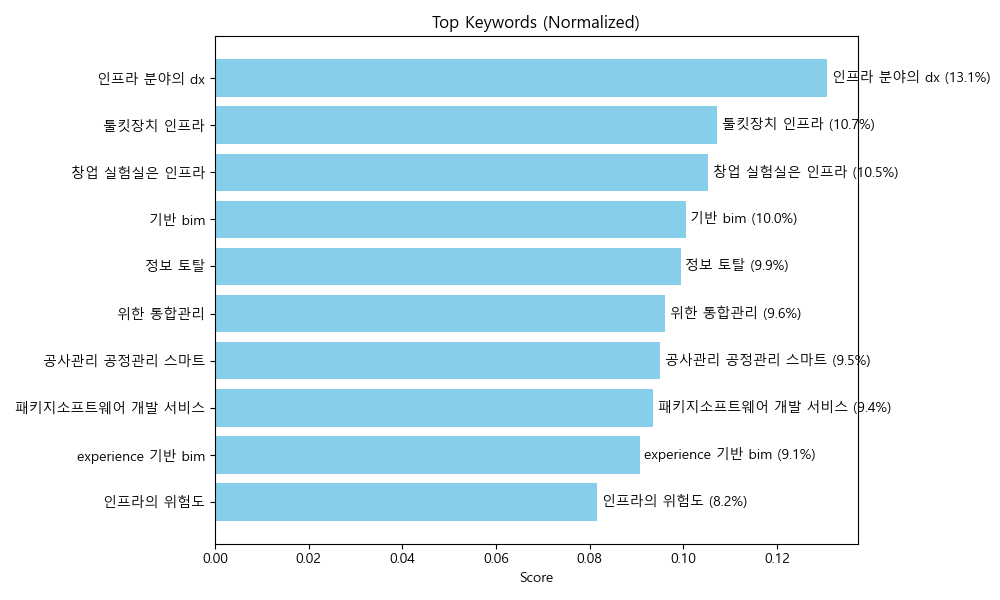 Top Keywords (Normalized)
인프라 분야의 dx
인프라 분야의 dx (13.1%)
툴킷장치 인프라
툴킷장치 인프라 (10.7%)
창업 실험실은 인프라
창업 실험실은 인프라 (10.5%)
기반 bim
기반 bim (10.0%)
정보 토탈
정보 토탈 (9.9%)
위한 통합관리
위한 통합관리 (9.6%)
공사관리 공정관리 스마트
공사관리 공정관리 스마트 (9.5%)
패키지소프트웨어 개발 서비스
패키지소프트웨어 개발 서비스 (9.4%)
experience 기반 bim
experience 기반 bim (9.1%)
인프라의 위험도
인프라의 위험도 (8.2%)
0.00 0.02 0.04 0.06 0.08 0.10 0.12
Score